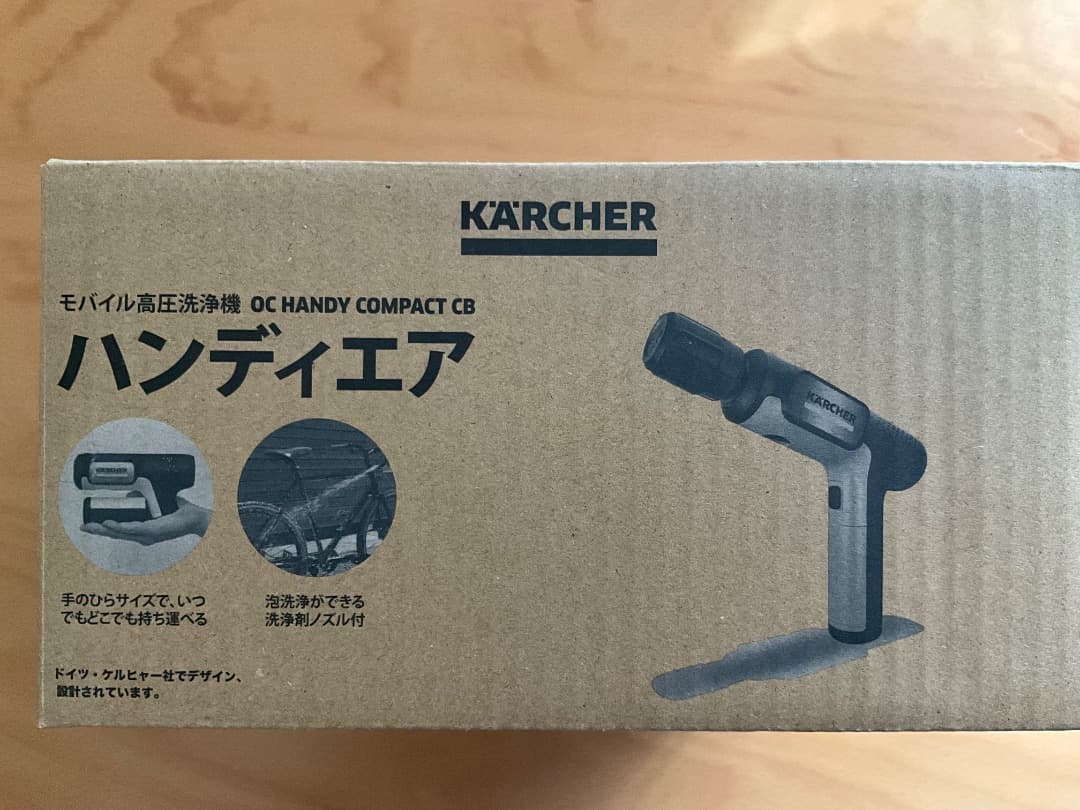 KÄRCHER
モバイル高圧洗浄機 OC HANDY COMPACT CB
ハンディエア
KÄRCHER
KÄRCHER
手のひらサイズで、いつ
でもどこでも持ち運べる
泡洗浄ができる
洗浄剤ノズル付
ドイツ・ケルヒャー社でデザイン、
設計されています。